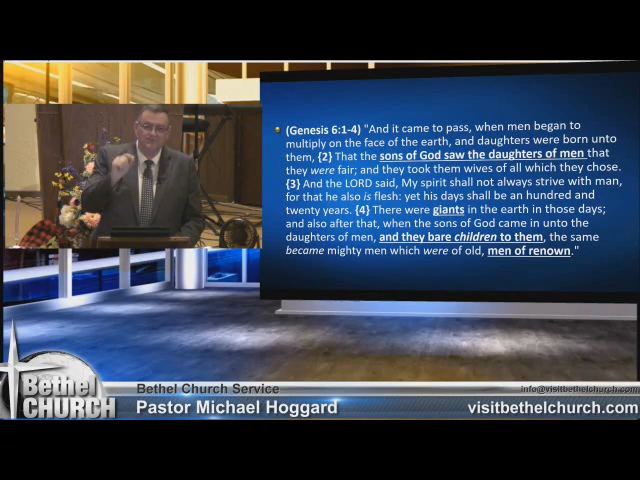 (Genesis 6:1-4) "And it came to pass, when men began to
multiply on the face of the earth, and daughters were born unto
them, {2} That the sons of God saw the daughters of men that
they were fair; and they took them wives of all which they chose.
{3} And the LORD said, My spirit shall not always strive with man,
for that he also is flesh: yet his days shall be an hundred and
twenty years. {4} There were giants in the earth in those days;
and also after that, when the sons of God came in unto the
daughters of men, and they bare children to them, the same
became mighty men which were of old, men of renown."
Bethel
CHURCH
Bethel Church Service
info@visitbethelchurch.com
Pastor Michael Hoggard
visitbethelchurch.com